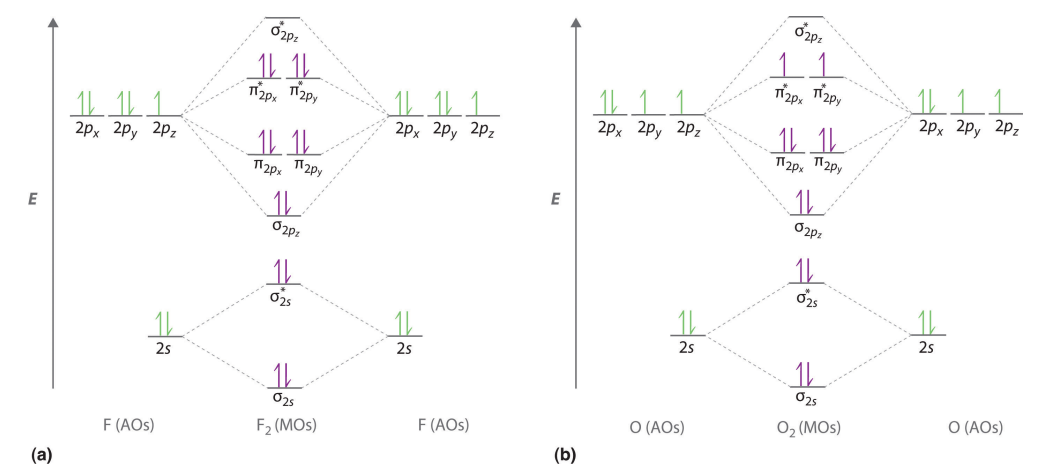 σ*2pz
π*2px π*2py
2px 2py 2pz
2px 2py 2pz
π2px π2py
E
σ2pz
σ*2s
2s
2s
σ2s
F (AOs)
F2 (MOs)
F (AOs)
(a)
σ*2pz
π*2px π*2py
2px 2py 2pz
2px 2py 2pz
π2px π2py
E
σ2pz
σ*2s
2s
2s
σ2s
O (AOs)
O2 (MOs)
O (AOs)
(b)